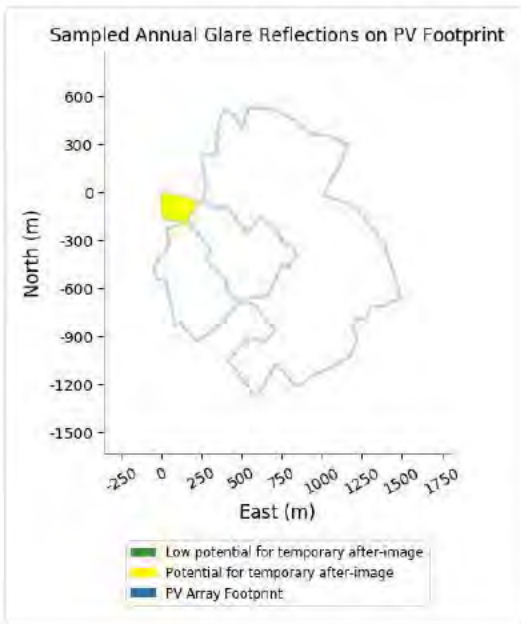 Sampled Annual Glare Reflections on PV Footprint
600
300
0
-300
-600
-900
-1200
-1500
North (m)
-250 0 250 500 750 1000 1250 1500 1750
East (m)
Low potential for temporary after-image
Potential for temporary after-image
PV Array Footprint